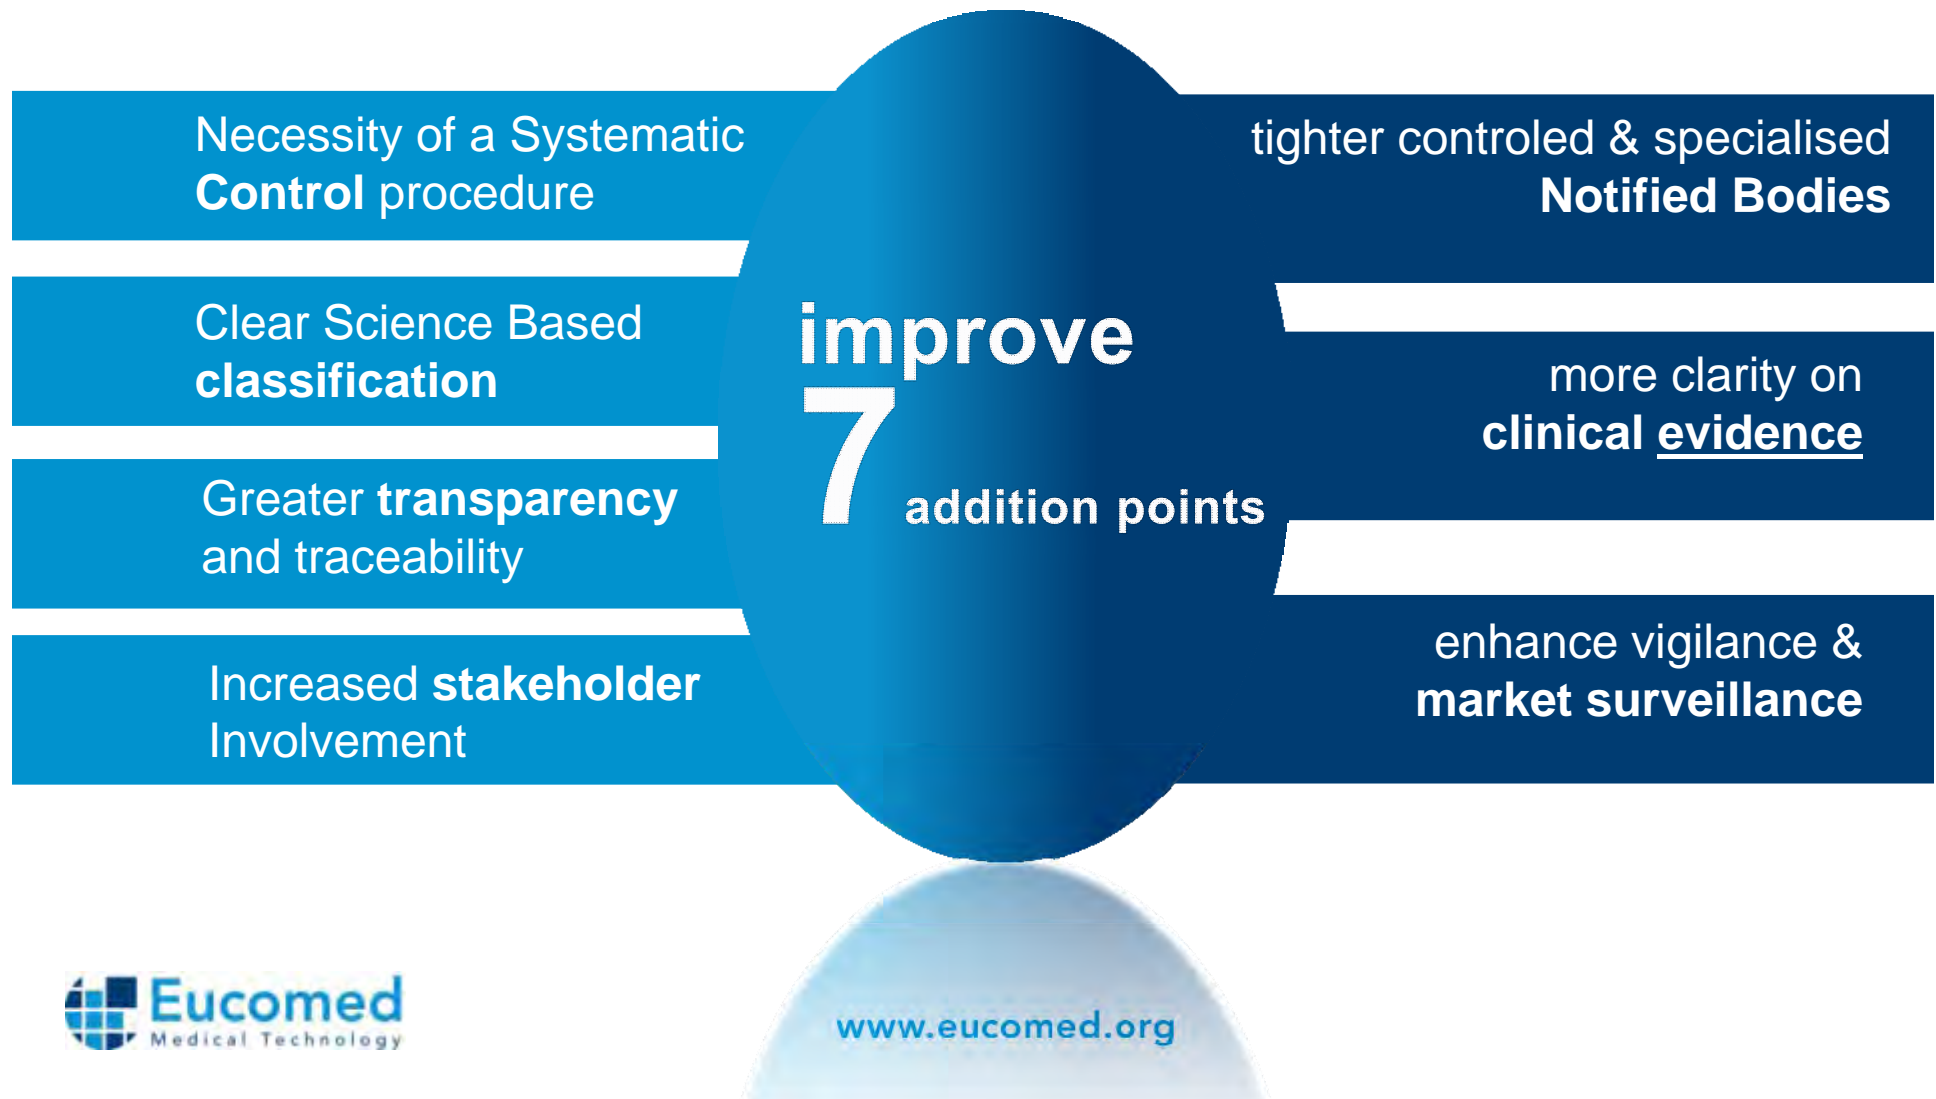 Necessity of a Systematic
Control procedure
Clear Science Based
classification
Greater transparency
and traceability
Increased stakeholder
Involvement
improve
7 addition points
tighter controled & specialised
Notified Bodies
more clarity on
clinical evidence
enhance vigilance &
market surveillance
Eucomed
Medical Technology
www.eucomed.org